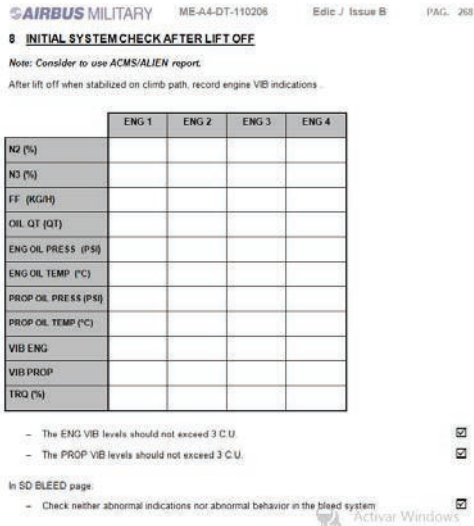 AIRBUS MILITARY ME-A4-DT-110206 Edic./ Issue B PAG. 268
8 INITIAL SYSTEM CHECK AFTER LIFT OFF
Note: Consider to use ACMS/ALIEN report.
After lift off when stabilized on climb path, record engine VIB indications .
ENG 1 ENG 2 ENG 3 ENG 4
N2 (%)
N3 (%)
FF (KG/H)
OIL QT (QT)
ENG OIL PRESS (PSI)
ENG OIL TEMP (ºC)
PROP OIL PRESS (PSI)
PROP OIL TEMP (ºC)
VIB ENG
VIB PROP
TRQ (%)
– The ENG VIB levels should not exceed 3 C.U. ☑
– The PROP VIB levels should not exceed 3 C.U. ☑
In SD BLEED page:
– Check neither abnormal indications nor abnormal behavior in the bleed system ☑
Activar Windows